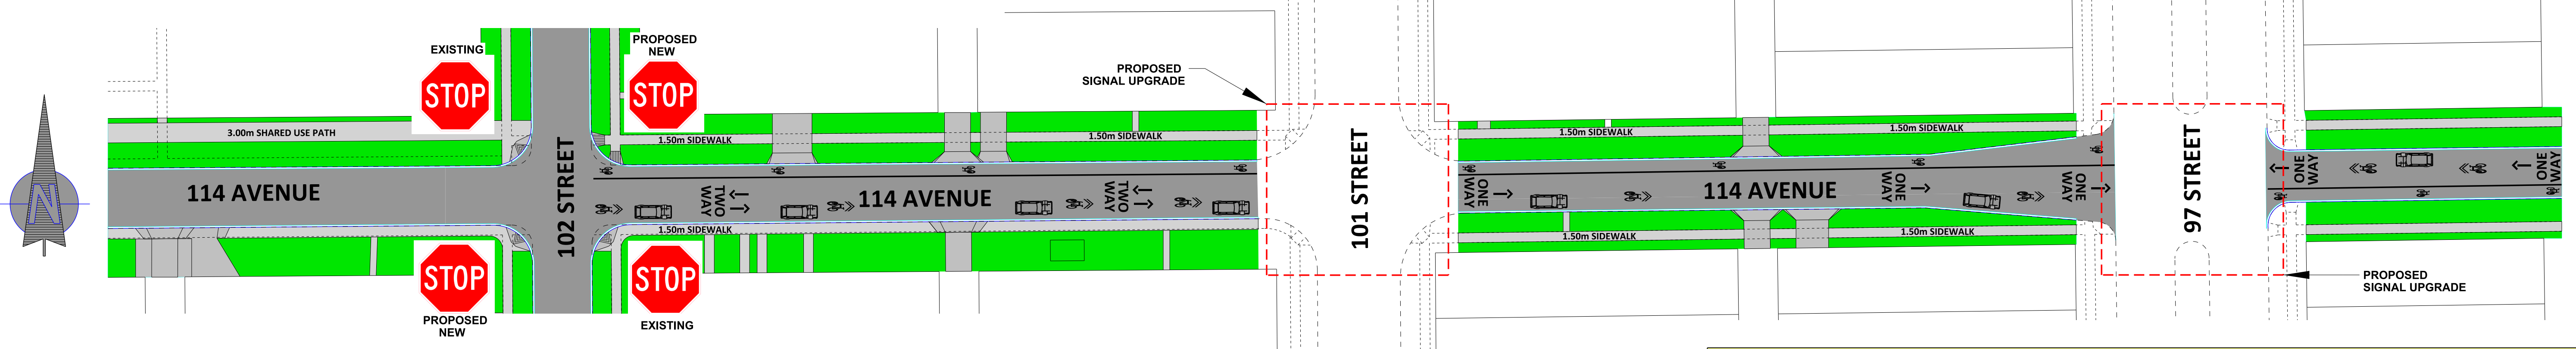 EXISTING
STOP
PROPOSED
NEW
STOP
PROPOSED
SIGNAL UPGRADE
3.00m SHARED USE PATH
1.50m SIDEWALK
1.50m SIDEWALK
1.50m SIDEWALK
1.50m SIDEWALK
N
114 AVENUE
102 STREET
TWO
WAY
114 AVENUE
TWO
WAY
101 STREET
ONE
WAY
114 AVENUE
ONE
WAY
ONE
WAY
97 STREET
ONE
WAY
ONE
WAY
1.50m SIDEWALK
1.50m SIDEWALK
1.50m SIDEWALK
STOP
PROPOSED
NEW
STOP
EXISTING
PROPOSED
SIGNAL UPGRADE